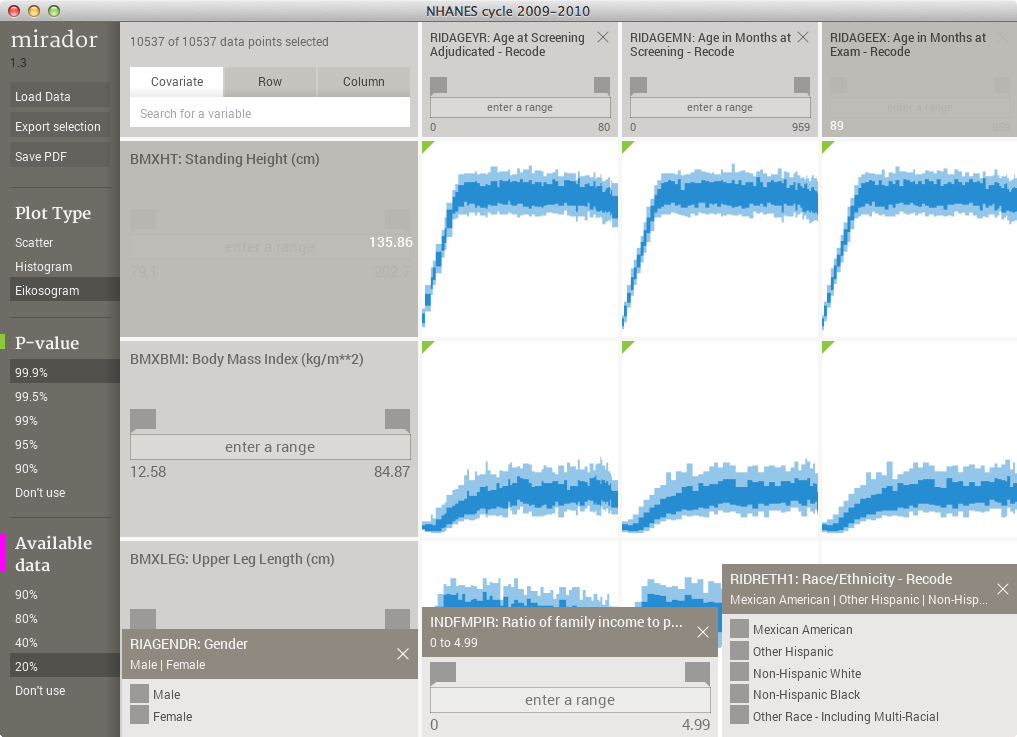 NHANES cycle 2009-2010
mirador
1.3
Load Data
Export selection
Save PDF
Plot Type
Scatter
Histogram
Eikosogram
P-value
99.9%
99.5%
99%
95%
90%
Don't use
Available
data
90%
80%
40%
20%
Don't use
10537 of 10537 data points selected
Covariate
Row
Column
Search for a variable
RIDAGEYR: Age at Screening
Adjudicated - Recode
enter a range
0
80
RIDAGEMN: Age in Months at
Screening - Recode
enter a range
0
959
RIDAGEEX: Age in Months at
Exam - Recode
enter a range
89
959
BMXHT: Standing Height (cm)
135.86
enter a range
79.1
202.7
BMXBMI: Body Mass Index (kg/m**2)
enter a range
12.58
84.87
BMXLEG: Upper Leg Length (cm)
RIAGENDR: Gender
Male | Female
Male
Female
INDFMPIR: Ratio of family income to p...
0 to 4.99
enter a range
0
4.99
RIDRETH1: Race/Ethnicity - Recode
Mexican American | Other Hispanic | Non-Hisp...
Mexican American
Other Hispanic
Non-Hispanic White
Non-Hispanic Black
Other Race - Including Multi-Racial